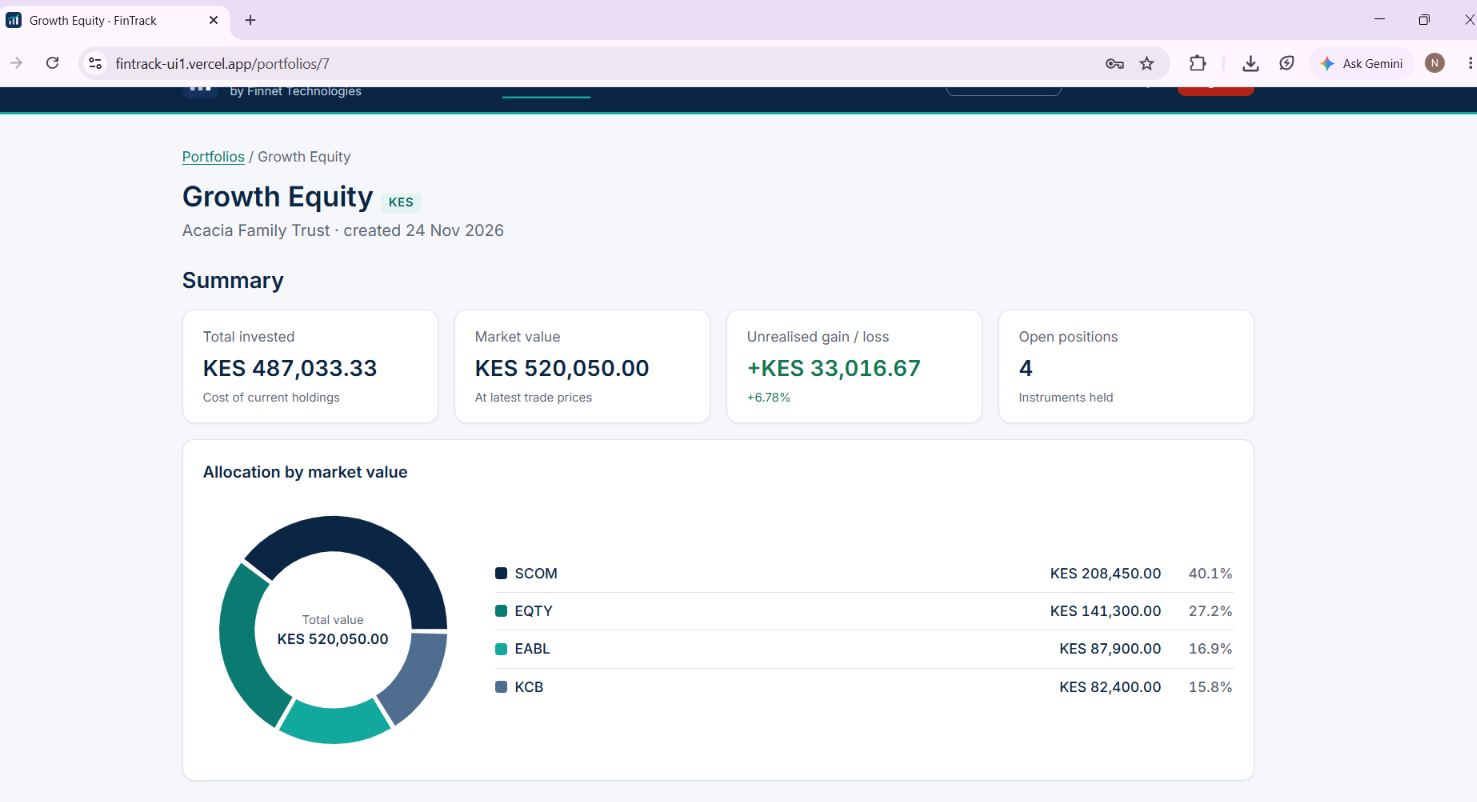 Growth Equity · FinTrack
fintrack-ui1.vercel.app/portfolios/7
Ask Gemini
N
by Finnet Technologies
Portfolios / Growth Equity
Growth Equity KES
Acacia Family Trust · created 24 Nov 2026
Summary
Total invested
KES 487,033.33
Cost of current holdings
Market value
KES 520,050.00
At latest trade prices
Unrealised gain / loss
+KES 33,016.67
+6.78%
Open positions
4
Instruments held
Allocation by market value
Total value
KES 520,050.00
SCOM KES 208,450.00 40.1%
EQTY KES 141,300.00 27.2%
EABL KES 87,900.00 16.9%
KCB KES 82,400.00 15.8%